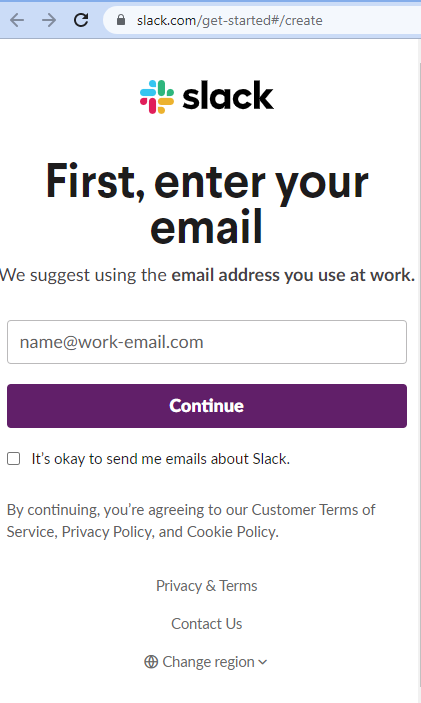 slack.com/get-started#/create
slack
First, enter your
email
We suggest using the email address you use at work.
name@work-email.com
Continue
It's okay to send me emails about Slack.
By continuing, you're agreeing to our Customer Terms of
Service, Privacy Policy, and Cookie Policy.
Privacy & Terms
Contact Us
Change region